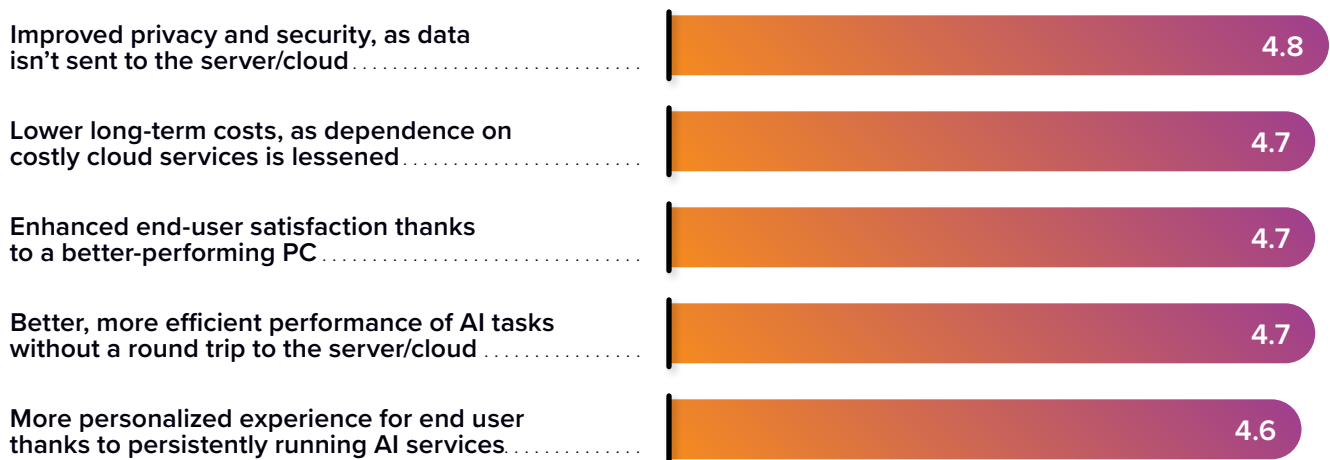 Improved privacy and security, as data
isn’t sent to the server/cloud
4.8
Lower long-term costs, as dependence on
costly cloud services is lessened
4.7
Enhanced end-user satisfaction thanks
to a better-performing PC
4.7
Better, more efficient performance of AI tasks
without a round trip to the server/cloud
4.7
More personalized experience for end user
thanks to persistently running AI services
4.6